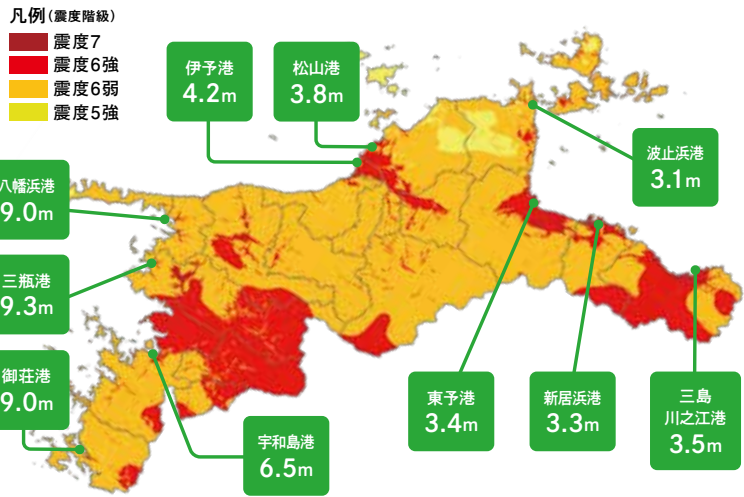 凡例(震度階級)
震度7
震度6強
震度6弱
震度5強
伊予港
4.2m
松山港
3.8m
波止浜港
3.1m
八幡浜港
9.0m
三瓶港
9.3m
御荘港
9.0m
宇和島港
6.5m
東予港
3.4m
新居浜港
3.3m
三島
川之江港
3.5m